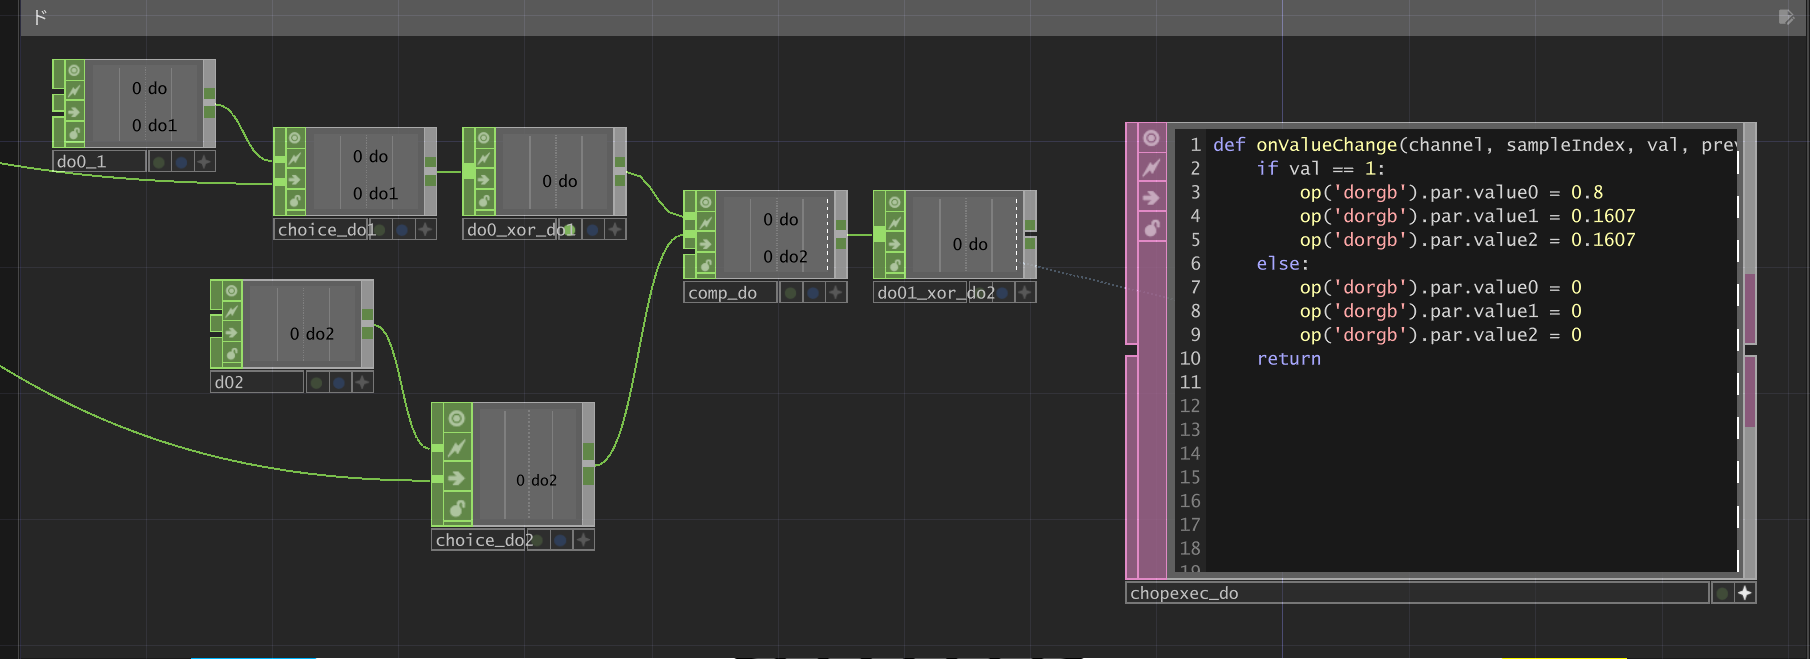 ド
0 do
0 do1
do0_1
0 do
0 do1
choice_do1
0 do
do0_xor_do1
0 do
0 do2
comp_do
0 do
do01_xor_do2
0 do2
d02
0 do2
choice_do2
1 def onValueChange(channel, sampleIndex, val, prev
2 if val == 1:
3 op('dorgb').par.value0 = 0.8
4 op('dorgb').par.value1 = 0.1607
5 op('dorgb').par.value2 = 0.1607
6 else:
7 op('dorgb').par.value0 = 0
8 op('dorgb').par.value1 = 0
9 op('dorgb').par.value2 = 0
10 return
11
12
13
14
15
16
17
18
19
chopexec_do